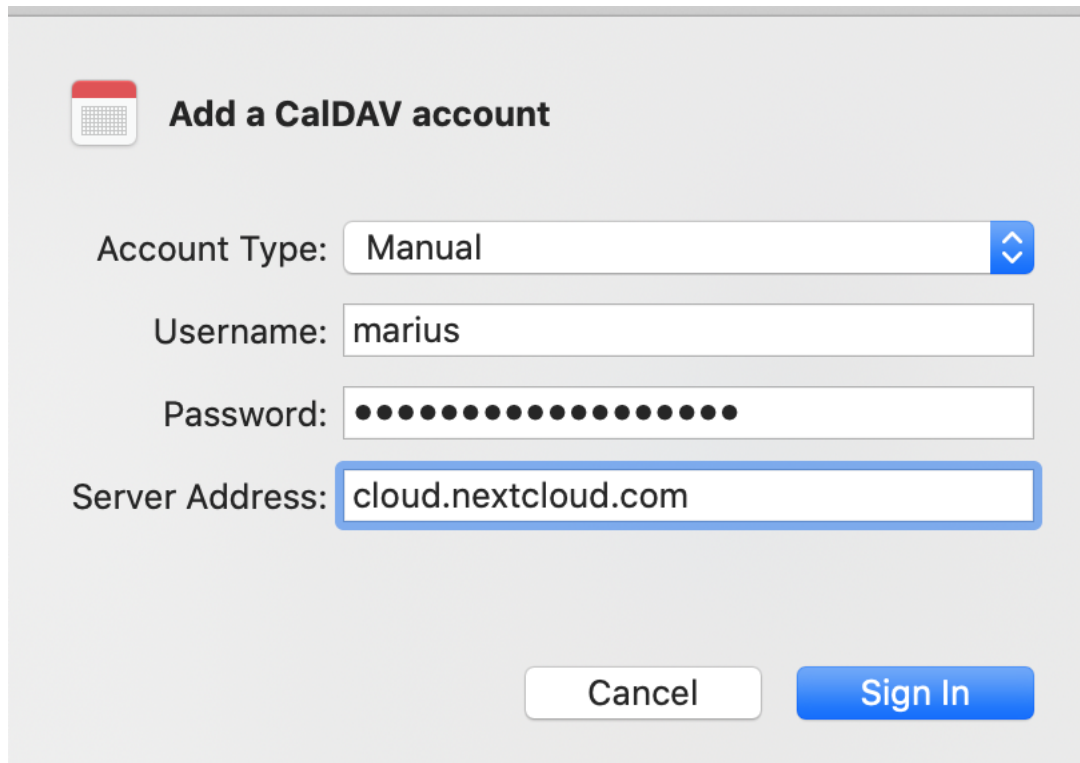 Add a CalDAV account
Account Type: Manual
Username: marius
Password: ●●●●●●●●●●●●●●●●●●
Server Address: cloud.nextcloud.com
Cancel Sign In